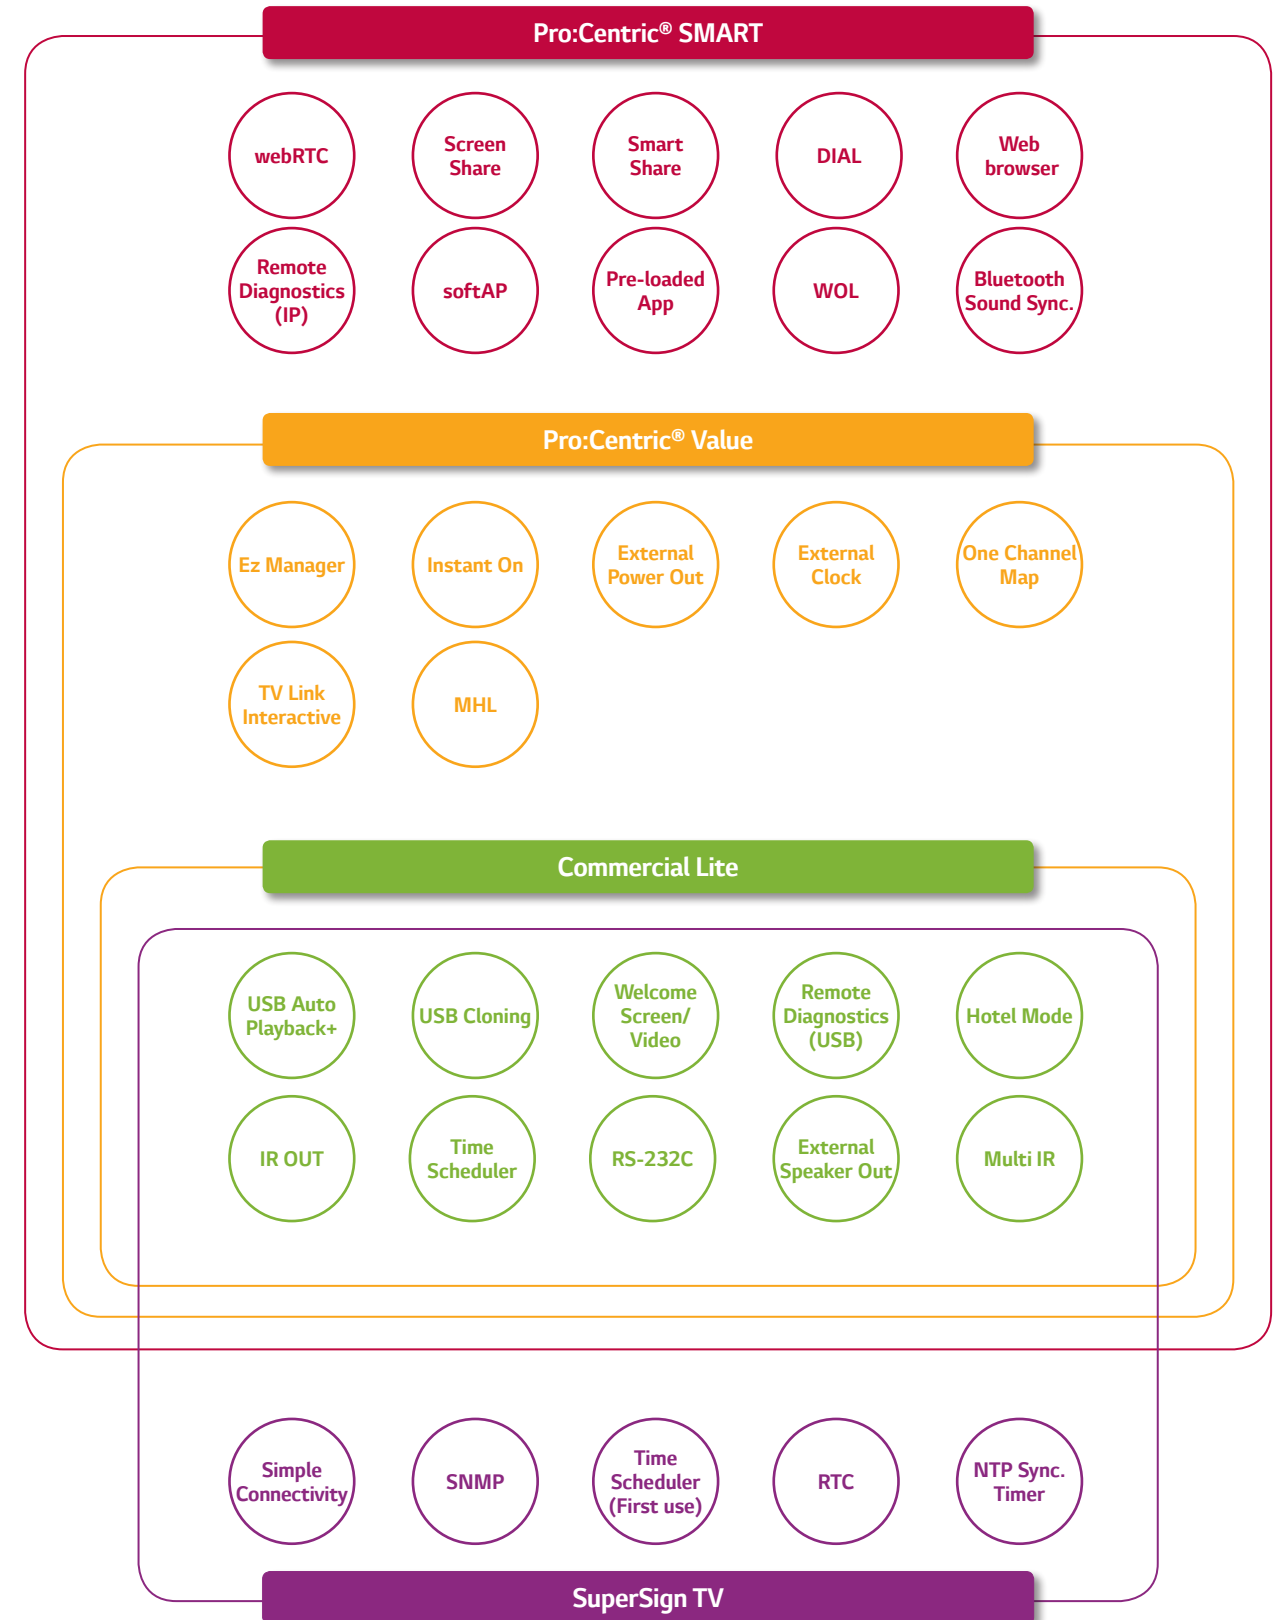 Pro:Centric® SMART
webRTC
Screen
Share
Smart
Share
DIAL
Web
browser
Remote
Diagnostics
(IP)
softAP
Pre-loaded
App
WOL
Bluetooth
Sound Sync.
Pro:Centric® Value
Ez Manager
Instant On
External
Power Out
External
Clock
One Channel
Map
TV Link
Interactive
MHL
Commercial Lite
USB Auto
Playback+
USB Cloning
Welcome
Screen/
Video
Remote
Diagnostics
(USB)
Hotel Mode
IR OUT
Time
Scheduler
RS-232C
External
Speaker Out
Multi IR
Simple
Connectivity
SNMP
Time
Scheduler
(First use)
RTC
NTP Sync.
Timer
SuperSign TV